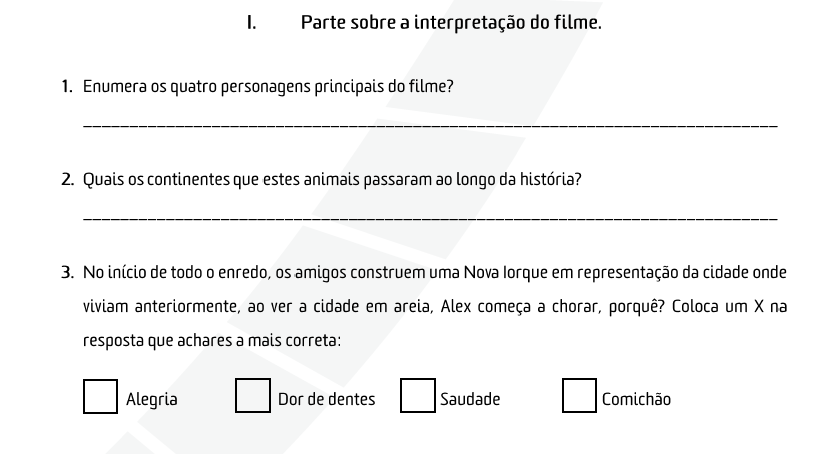 I. Parte sobre a interpretação do filme.
1. Enumera os quatro personagens principais do filme?
2. Quais os continentes que estes animais passaram ao longo da história?
3. No início de todo o enredo, os amigos construem uma Nova Iorque em representação da cidade onde
viviam anteriormente, ao ver a cidade em areia, Alex começa a chorar, porquê? Coloca um X na
resposta que achares a mais correta:
Alegria Dor de dentes Saudade Comichão